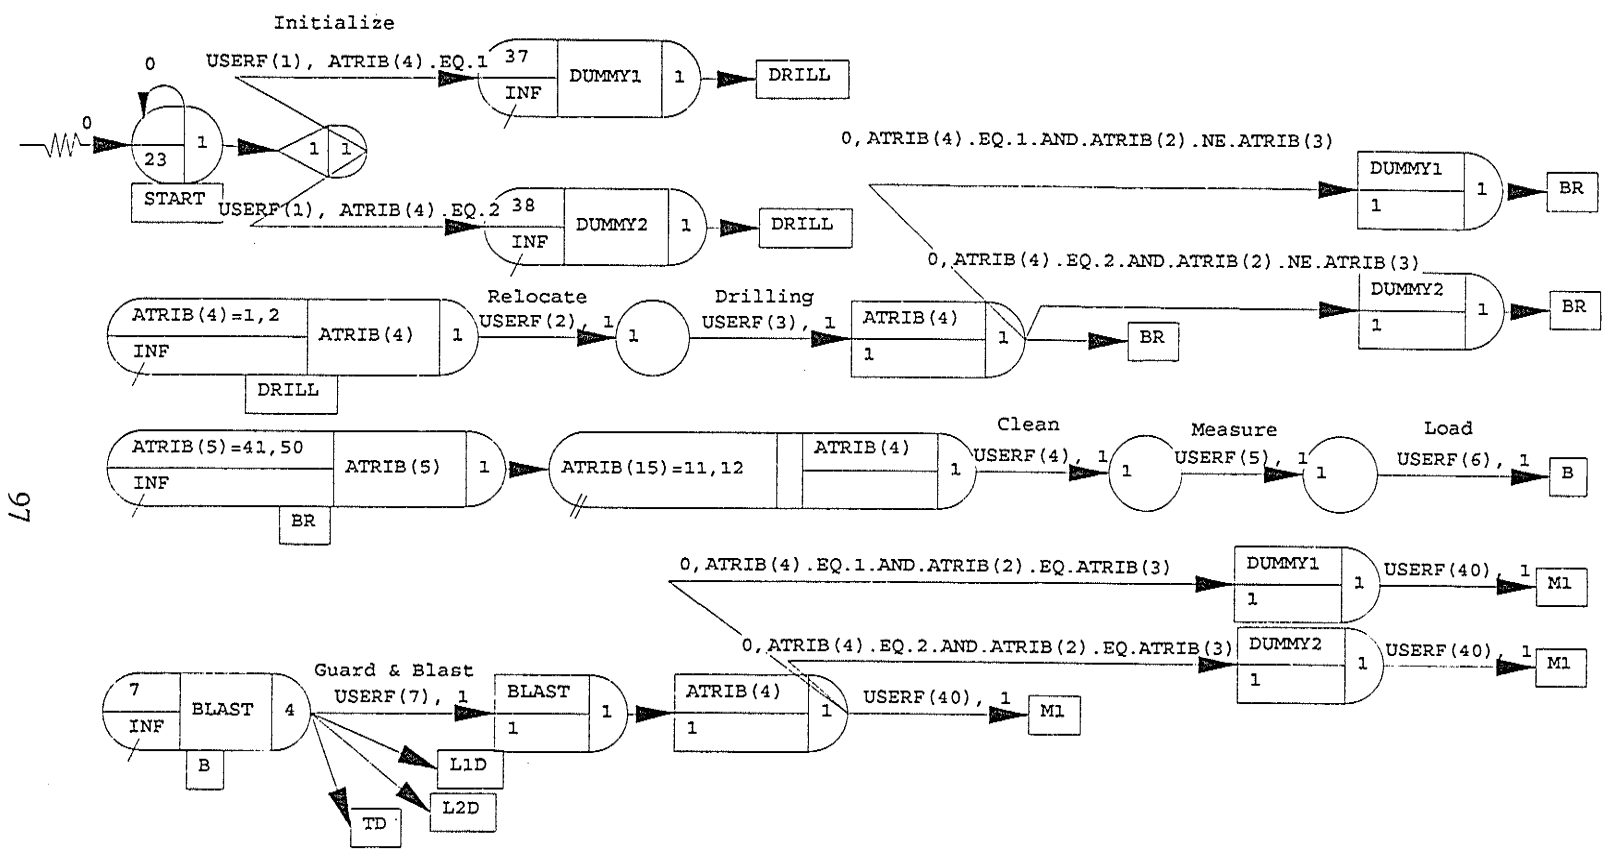 Initialize
0
USERF(1), ATRIB(4).EQ.1
37
INF
DUMMY1
1
DRILL
0
23
1
START
1
1
USERF(1), ATRIB(4).EQ.2
38
INF
DUMMY2
1
DRILL
0,ATRIB(4).EQ.1.AND.ATRIB(2).NE.ATRIB(3)
DUMMY1
1
1
BR
0,ATRIB(4).EQ.2.AND.ATRIB(2).NE.ATRIB(3)
DUMMY2
1
1
BR
ATRIB(4)=1,2
INF
ATRIB(4)
1
DRILL
Relocate
USERF(2), 1
1
Drilling
USERF(3), 1
ATRIB(4)
1
1
BR
ATRIB(5)=41,50
INF
ATRIB(5)
1
BR
ATRIB(15)=11,12
ATRIB(4)
1
Clean
USERF(4), 1
1
Measure
USERF(5), 1
1
Load
USERF(6), 1
B
97
0,ATRIB(4).EQ.1.AND.ATRIB(2).EQ.ATRIB(3)
DUMMY1
1
1
USERF(40), 1
M1
0,ATRIB(4).EQ.2.AND.ATRIB(2).EQ.ATRIB(3)
DUMMY2
1
1
USERF(40), 1
M1
7
INF
BLAST
4
B
Guard & Blast
USERF(7), 1
BLAST
1
1
ATRIB(4)
1
1
USERF(40), 1
M1
L1D
L2D
TD